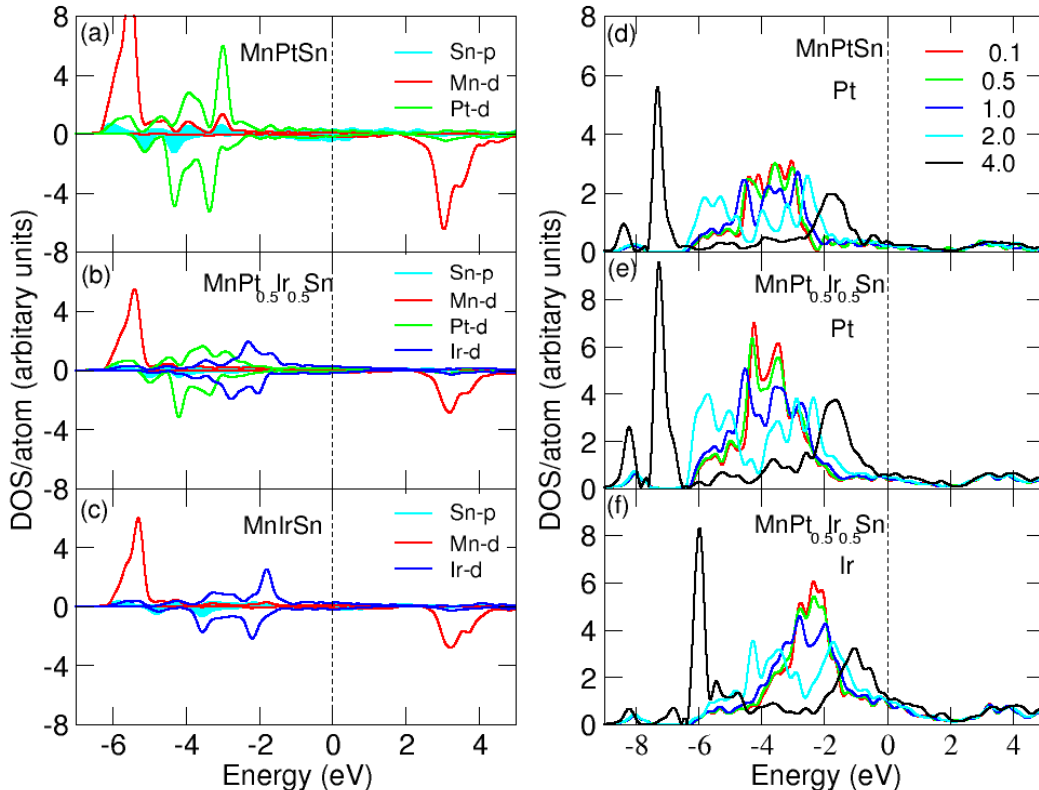 (a)
MnPtSn
Sn-p
Mn-d
Pt-d
8
4
0
-4
-8
(b)
MnPt0.5Ir0.5Sn
Sn-p
Mn-d
Pt-d
Ir-d
4
0
-4
-8
(c)
MnIrSn
Sn-p
Mn-d
Ir-d
4
0
-4
-8
-6 -4 -2 0 2 4
Energy (eV)
DOS/atom (arbitary units)
(d)
MnPtSn
Pt
0.1
0.5
1.0
2.0
4.0
8
6
4
2
0
(e)
MnPt0.5Ir0.5Sn
Pt
8
6
4
2
0
(f)
MnPt0.5Ir0.5Sn
Ir
8
6
4
2
0
-8 -6 -4 -2 0 2 4
Energy (eV)
DOS/atom (arbitary units)